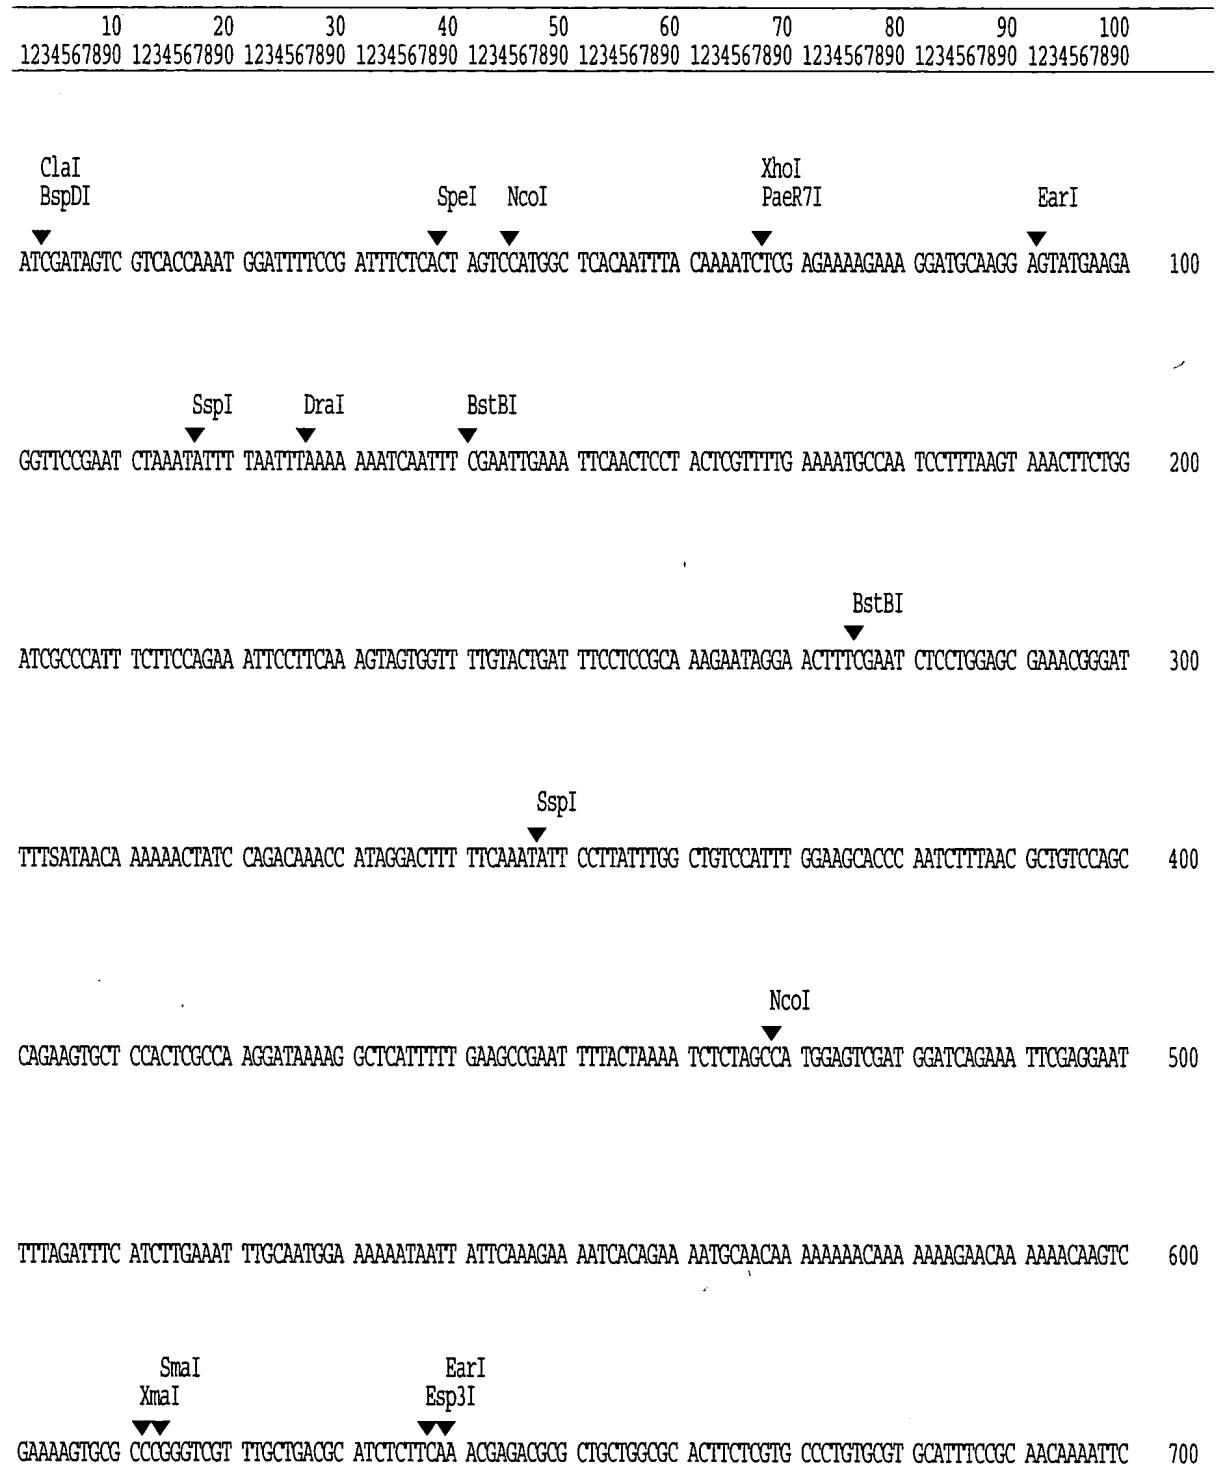 10 20 30 40 50 60 70 80 90 100
1234567890 1234567890 1234567890 1234567890 1234567890 1234567890 1234567890 1234567890 1234567890 1234567890
ClaI XhoI
BspDI SpeI NcoI PaeR7I EarI
ATCGATAGTC GTCACCAAAT GGATTTTCCG ATTTCTCACT AGTCCATGGC TCACAATTTA CAAAATCTCG AGAAAAGAAA GGATGCAAGG AGTATGAAGA 100
SspI DraI BstBI
GGTTCCGAAT CTAAATATTT TAATTTAAAA AAATCAATTT CGAATTGAAA TTCAACTCCT ACTCGTTTTG AAAATGCCAA TCCTTTAAGT AAACTTCTGG 200
BstBI
ATCGCCCATT TCTTCCAGAA ATTCCTTCAA AGTAGTGGTT TTGTACTGAT TTCCTCCGCA AAGAATAGGA ACTTTCGAAT CTCCTGGAGC GAAACGGGAT 300
SspI
TTTSATAACA AAAAACTATC CAGACAAACC ATAGGACTTT TTCAAATATT CCTTATTTGG CTGTCCATTT GGAAGCACCC AATCTTTAAC GCTGTCCAGC 400
NcoI
CAGAAGTGCT CCACTCGCCA AGGATAAAAG GCTCATTTTT GAAGCCGAAT TTTACTAAAA TCTCTAGCCA TGGAGTCGAT GGATCAGAAA TTCGAGGAAT 500
TTTAGATTTC ATCTTGAAAT TTGCAATGGA AAAAATAATT ATTCAAAGAA AATCACAGAA AATGCAACAA AAAAAACAAA AAAAGAACAA AAAACAAGTC 600
SmaI EarI
XmaI Esp3I
GAAAAGTGCG CCCGGGTCGT TTGCTGACGC ATCTCTTCAA ACGAGACGCG CTGCTGGCGC ACTTCTCGTG CCCTGTGCGT GCATTTCCGC AACAAAATTC 700